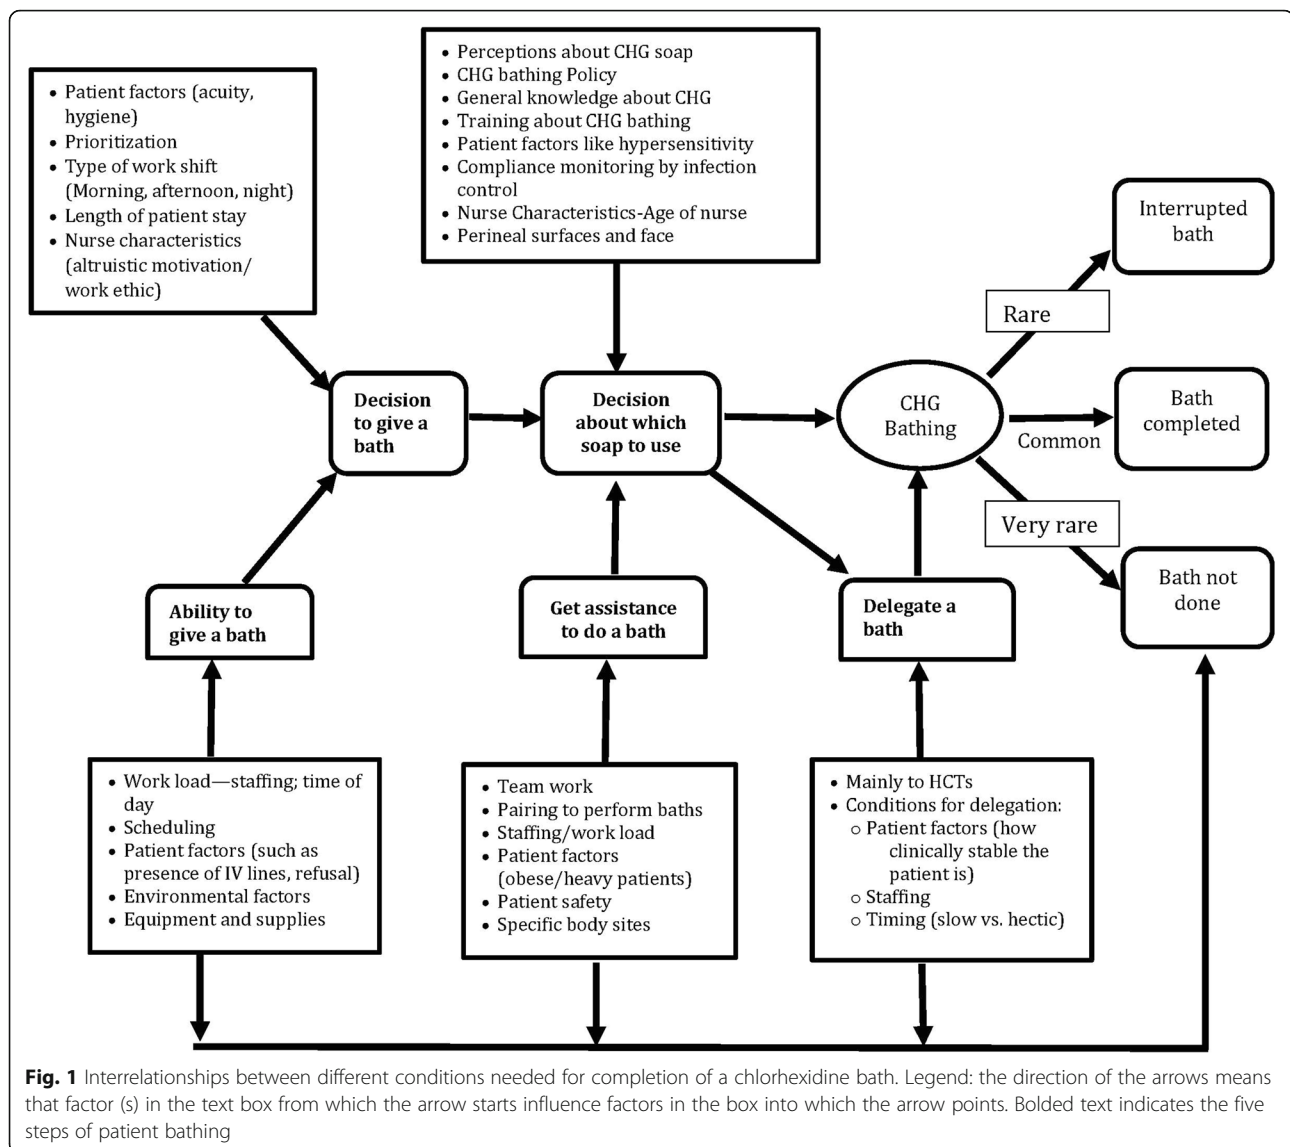 • Patient factors (acuity,
hygiene)
• Prioritization
• Type of work shift
(Morning, afternoon, night)
• Length of patient stay
• Nurse characteristics
(altruistic motivation/
work ethic)
• Perceptions about CHG soap
• CHG bathing Policy
• General knowledge about CHG
• Training about CHG bathing
• Patient factors like hypersensitivity
• Compliance monitoring by infection
control
• Nurse Characteristics-Age of nurse
• Perineal surfaces and face
Interrupted
bath
Rare
Decision
to give a
bath
Decision
about which
soap to use
CHG
Bathing
Common
Bath
completed
Very rare
Bath not
done
Ability to
give a bath
Get assistance
to do a bath
Delegate a
bath
• Work load—staffing; time of
day
• Scheduling
• Patient factors (such as
presence of IV lines, refusal)
• Environmental factors
• Equipment and supplies
• Team work
• Pairing to perform baths
• Staffing/work load
• Patient factors
(obese/heavy patients)
• Patient safety
• Specific body sites
• Mainly to HCTs
• Conditions for delegation:
o Patient factors (how
clinically stable the
patient is)
o Staffing
o Timing (slow vs. hectic)
Fig. 1 Interrelationships between different conditions needed for completion of a chlorhexidine bath. Legend: the direction of the arrows means
that factor (s) in the text box from which the arrow starts influence factors in the box into which the arrow points. Bolded text indicates the five
steps of patient bathing